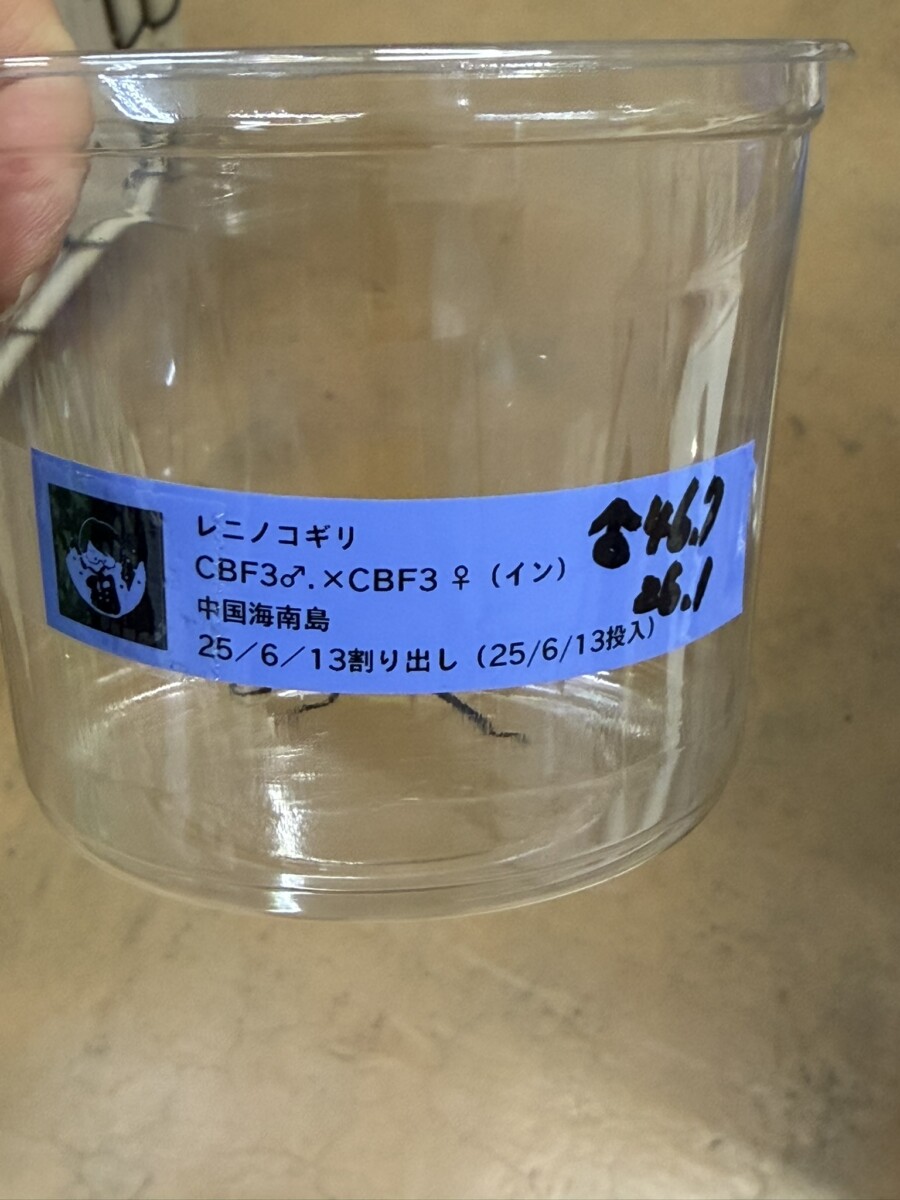 レニノコギリ
CBF3♂.×CBF3♀（イン）
中国海南島
25／6／13割り出し（25/6/13投入）
♂46.7
26.1